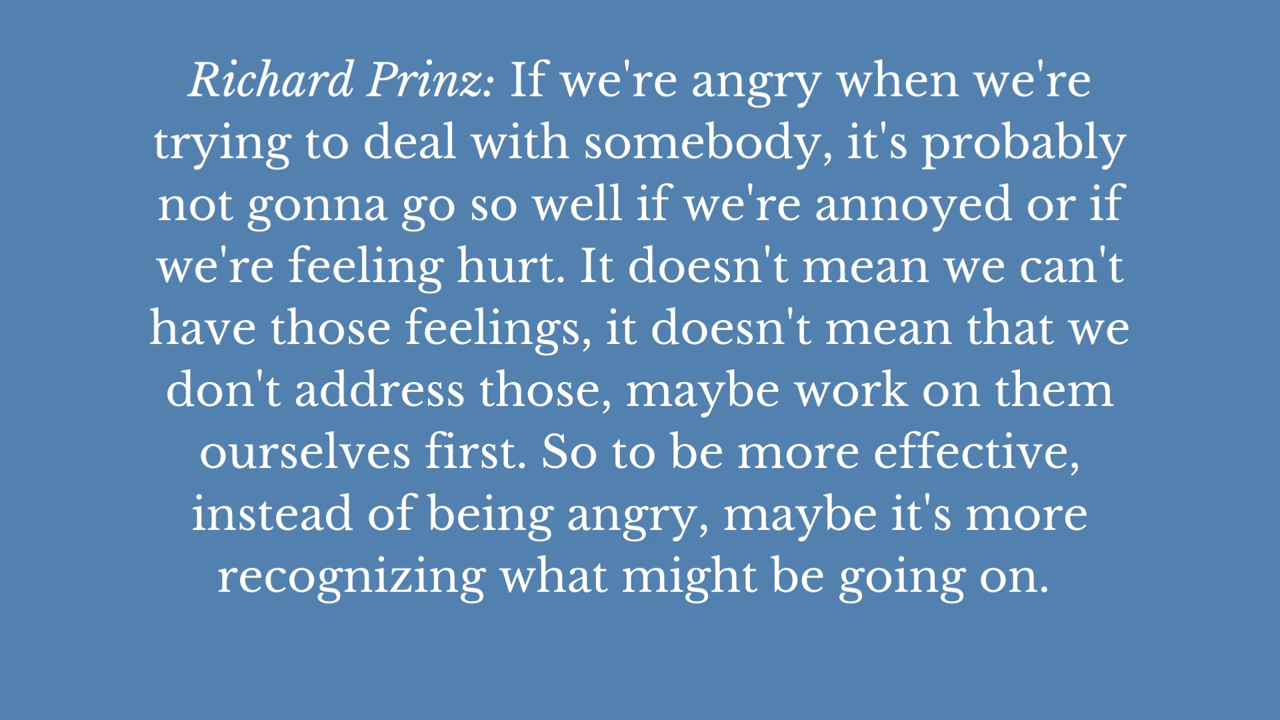 Richard Prinz: If we're angry when we're
trying to deal with somebody, it's probably
not gonna go so well if we're annoyed or if
we're feeling hurt. It doesn't mean we can't
have those feelings, it doesn't mean that we
don't address those, maybe work on them
ourselves first. So to be more effective,
instead of being angry, maybe it's more
recognizing what might be going on.